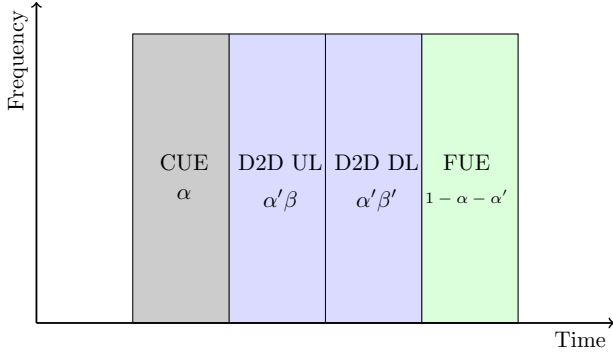 Frequency
CUE
α
D2D UL
α′β
D2D DL
α′β′
FUE
1 − α − α′
Time